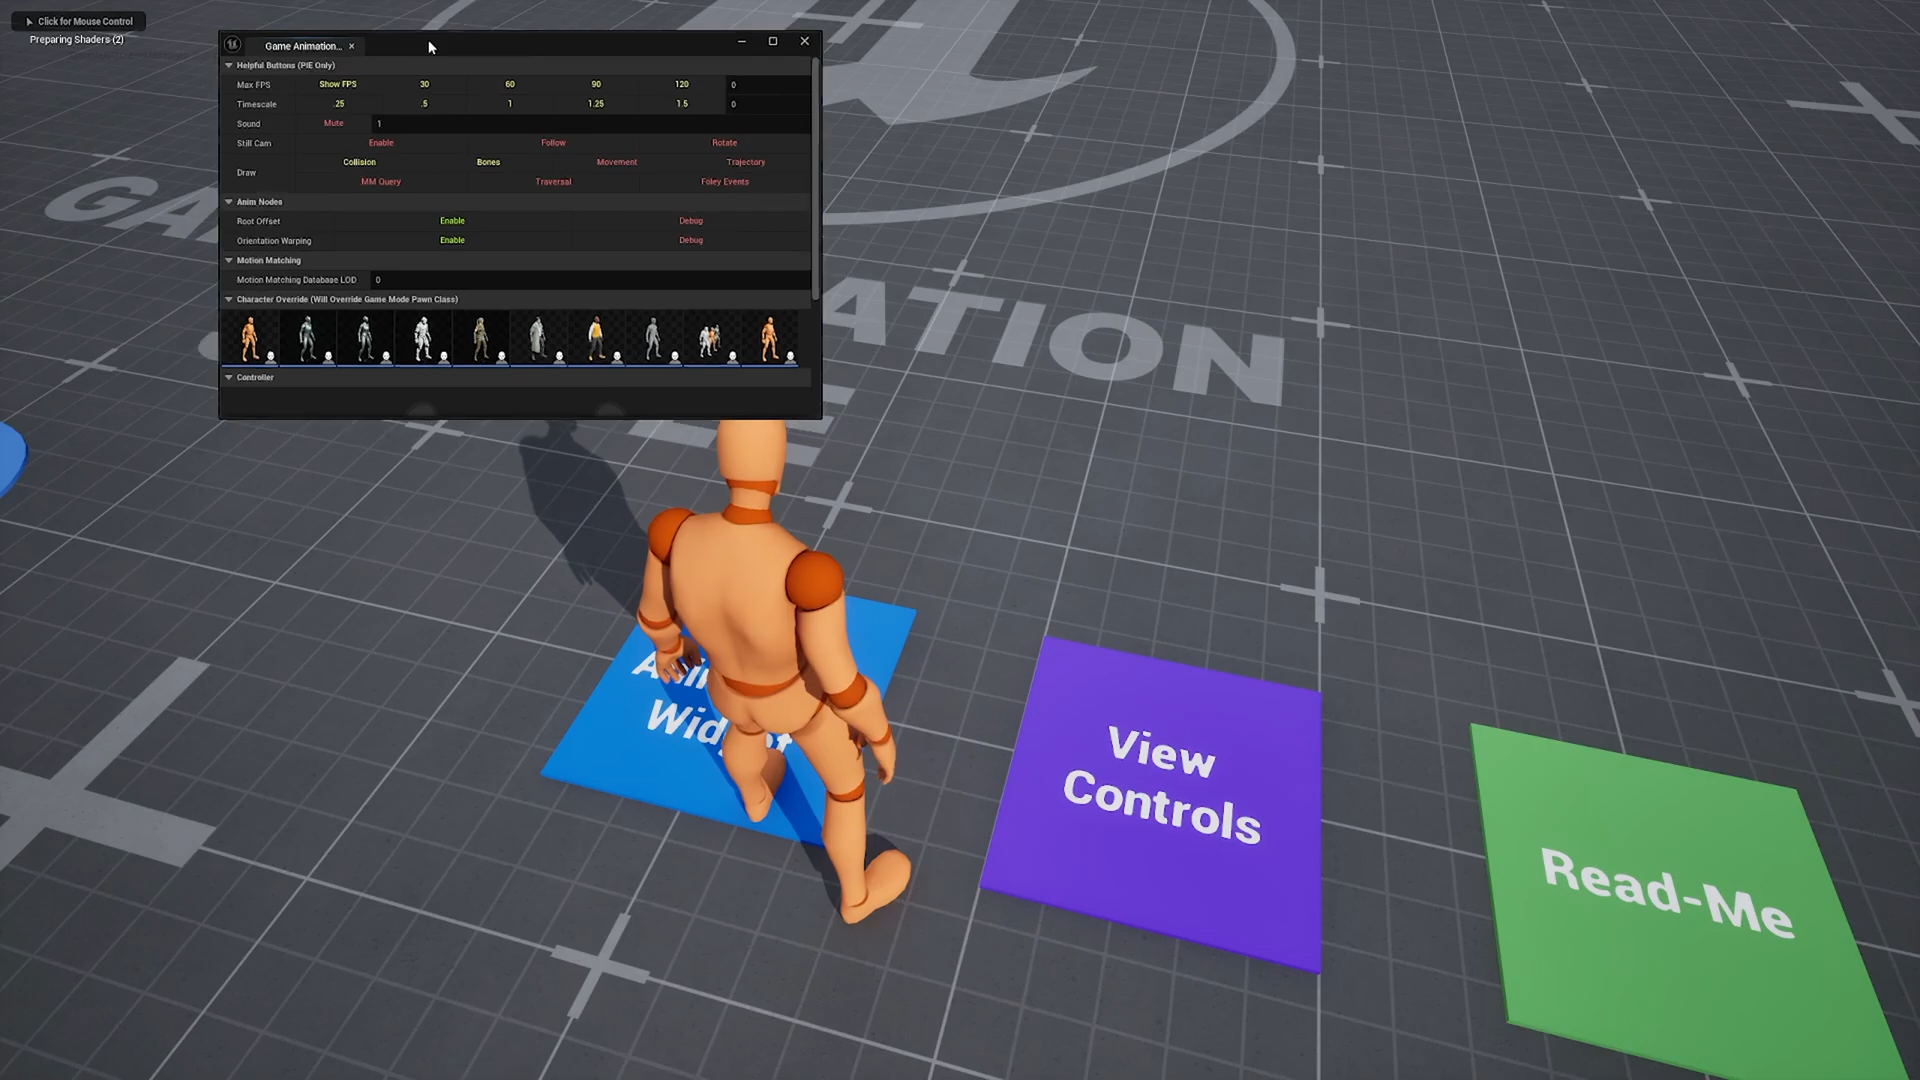 Click for Mouse Control
Preparing Shaders (2)
Game Animation... ×
Helpful Buttons (PIE Only)
Max FPS Show FPS 30 60 90 120 0
Timescale .25 .5 1 1.25 1.5 0
Sound Mute 1
Still Cam Enable Follow Rotate
Draw Collision Bones Movement Trajectory
MM Query Traversal Foley Events
Anim Nodes
Root Offset Enable Debug
Orientation Warping Enable Debug
Motion Matching
Motion Matching Database LOD 0
Character Override (Will Override Game Mode Pawn Class)
Controller
GA
ATION
View
Controls
Read-Me